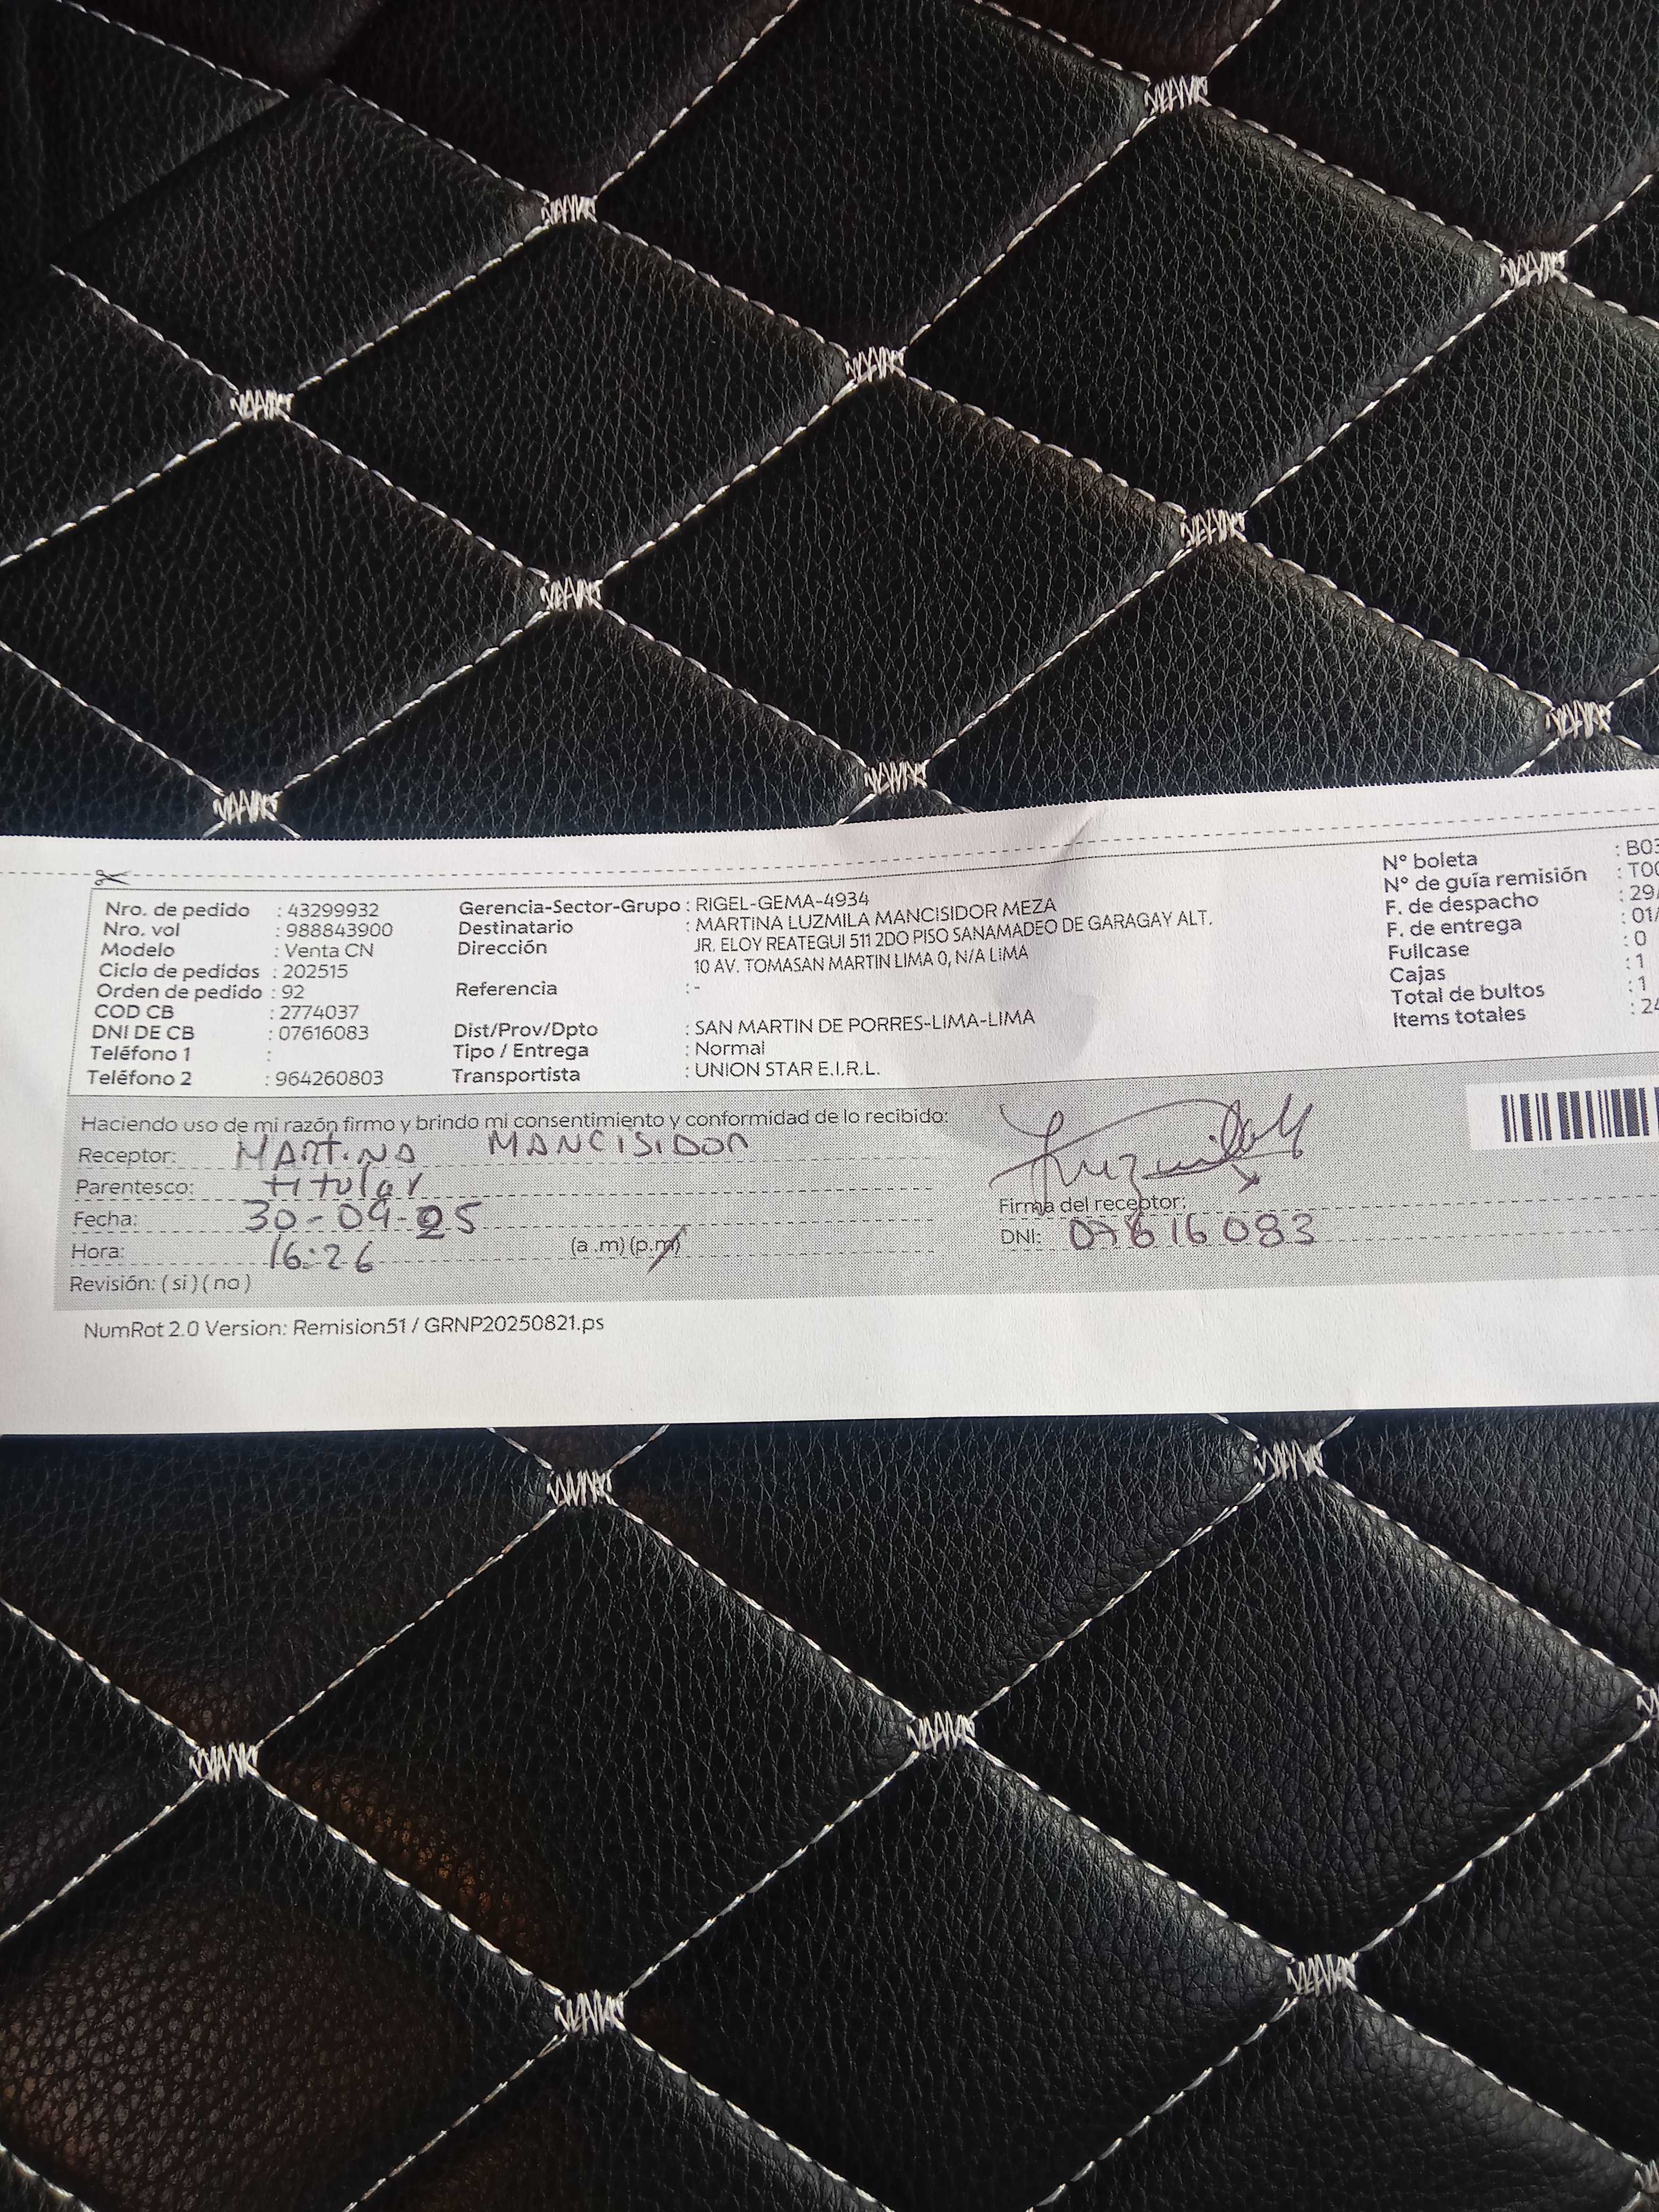 Nro. de pedido : 43299932
Nro. vol : 988843900
Modelo : Venta CN
Ciclo de pedidos : 202515
Orden de pedido : 92
COD CB : 2774037
DNI DE CB : 07616083
Teléfono 1 :
Teléfono 2 : 964260803
Gerencia-Sector-Grupo : RIGEL-GEMA-4934
Destinatario : MARTINA LUZMILA MANCISIDOR MEZA
Dirección JR. ELOY REATEGUI 511 2DO PISO SANAMADEO DE GARAGAY ALT.
10 AV. TOMASAN MARTIN LIMA 0, N/A LIMA
Referencia : -
Dist/Prov/Dpto : SAN MARTIN DE PORRES-LIMA-LIMA
Tipo / Entrega : Normal
Transportista : UNION STAR E.I.R.L.
N° boleta : B03
N° de guía remisión : T00
F. de despacho : 29/
F. de entrega : 01/
Fullcase : 0
Cajas : 1
Total de bultos : 1
Items totales : 24
Haciendo uso de mi razón firmo y brindo mi consentimiento y conformidad de lo recibido:
Receptor: MARTINA MANCISIDOR
Parentesco: titular
Fecha: 30-09-25
Hora: 16:26 (a.m) (p.m)
Revisión: ( si ) ( no )
Luzmila M
Firma del receptor:
DNI: 07616083
NumRot 2.0 Version: Remision51 / GRNP20250821.ps